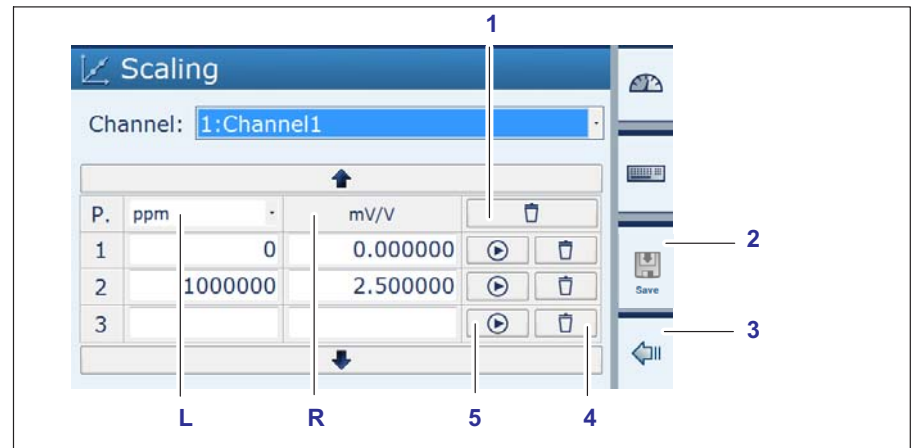 1
Scaling
Channel: 1:Channel1
P. ppm mV/V
1 0 0.000000
2 1000000 2.500000
3
Save
2
3
L R 5 4